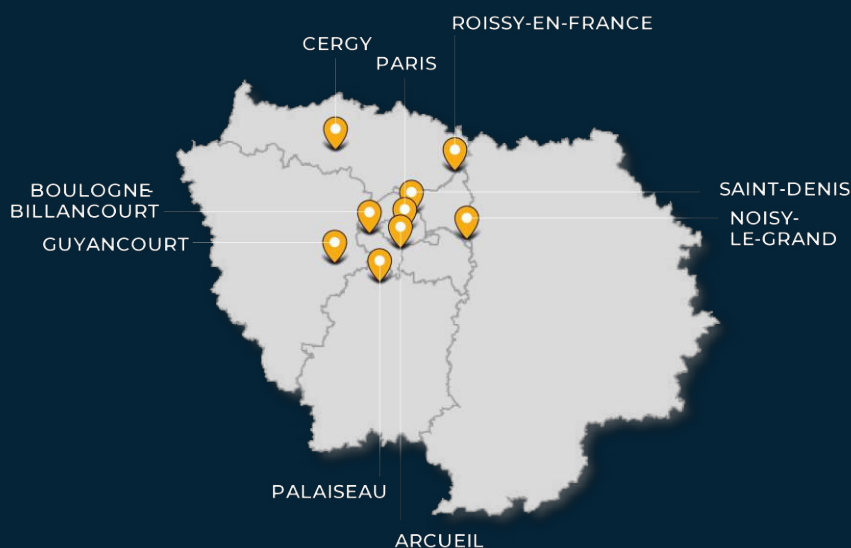 ROISSY-EN-FRANCE
CERGY
PARIS
BOULOGNE-
BILLANCOURT
SAINT-DENIS
NOISY-
LE-GRAND
GUYANCOURT
PALAISEAU
ARCUEIL